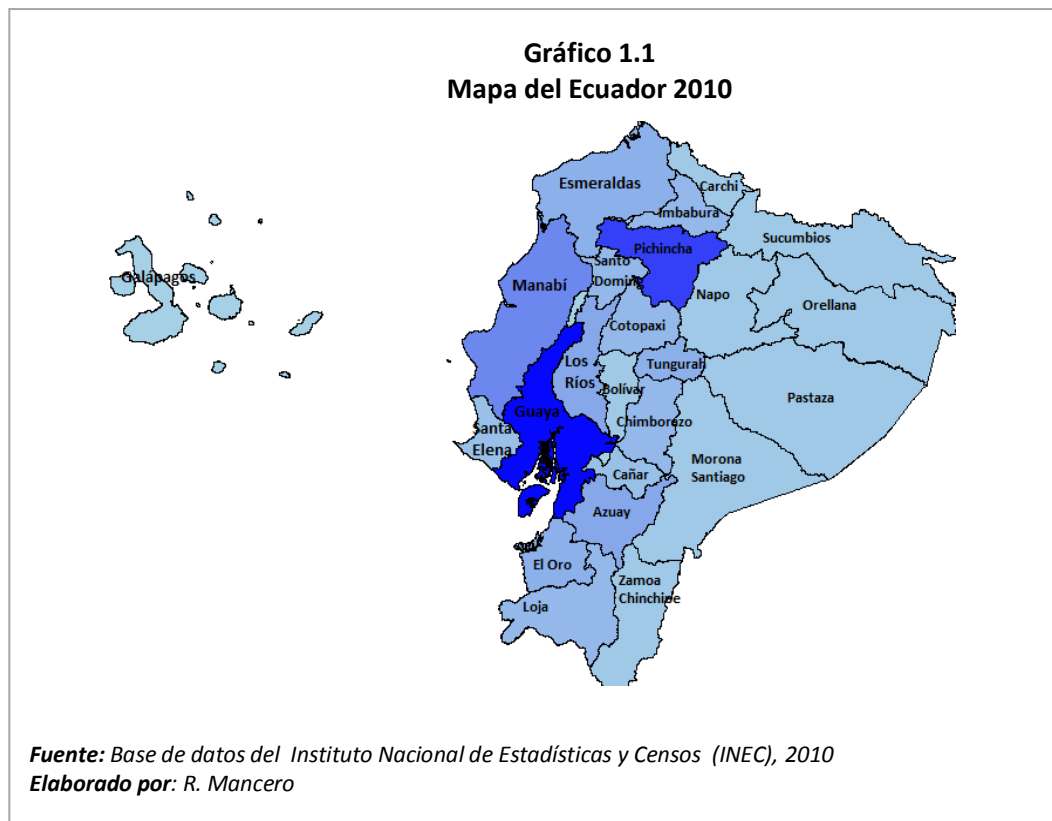 Gráfico 1.1
Mapa del Ecuador 2010
Esmeraldas
Carchi
Imbabura
Sucumbios
Pichincha
Galápagos
Santo
Doming
Manabí
Napo
Orellana
Cotopaxi
Los
Ríos
Tungurah
Bolívar
Pastaza
Guaya
Chimborazo
Santa
Elena
Morona
Santiago
Cañar
Azuay
El Oro
Zamoa
Chinchipe
Loja
Fuente: Base de datos del Instituto Nacional de Estadísticas y Censos (INEC), 2010
Elaborado por: R. Mancero